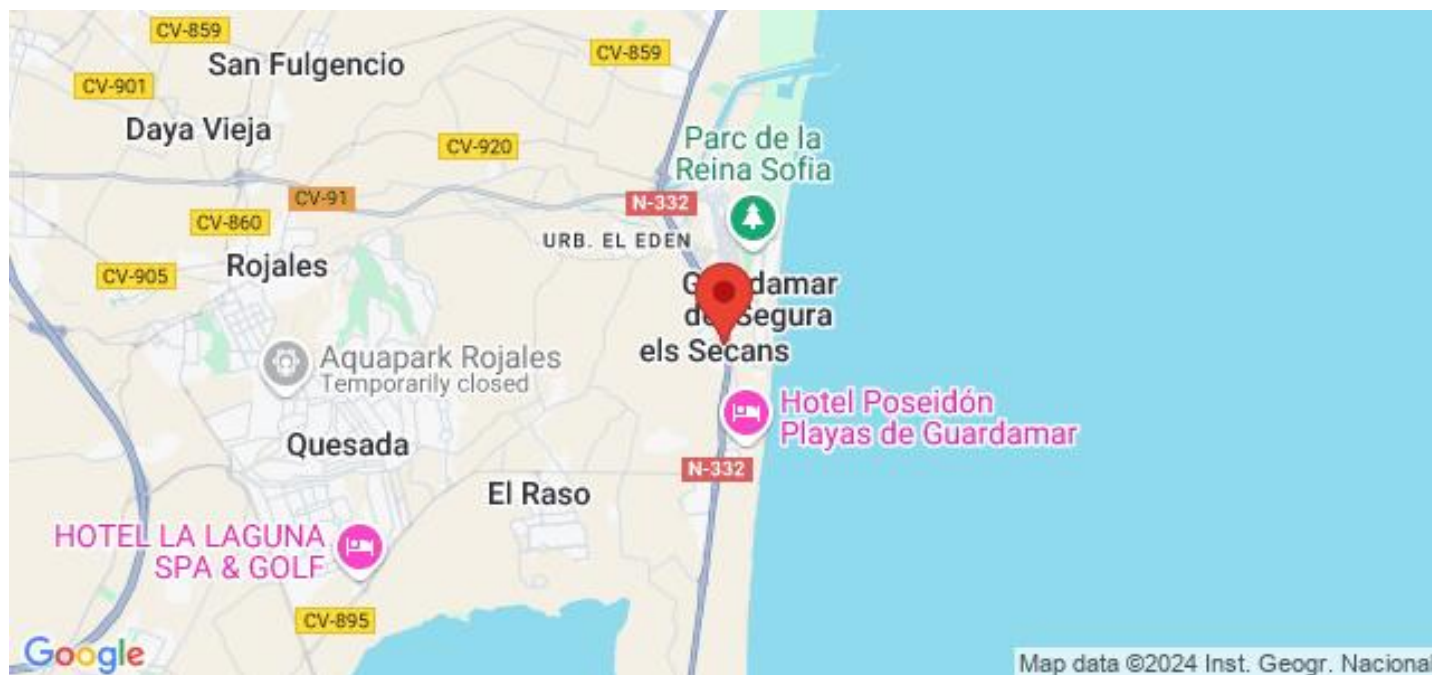 CV-859
San Fulgencio
CV-859
CV-901
Daya Vieja
CV-920
Parc de la
Reina Sofia
CV-91
N-332
CV-860
URB. EL EDEN
Rojales
CV-905
G damar
de Segura
els Secans
Aquapark Rojales
Temporarily closed
Hotel Poseidón
Playas de Guardamar
Quesada
N-332
El Raso
HOTEL LA LAGUNA
SPA & GOLF
CV-895
Google
Map data ©2024 Inst. Geogr. Nacional